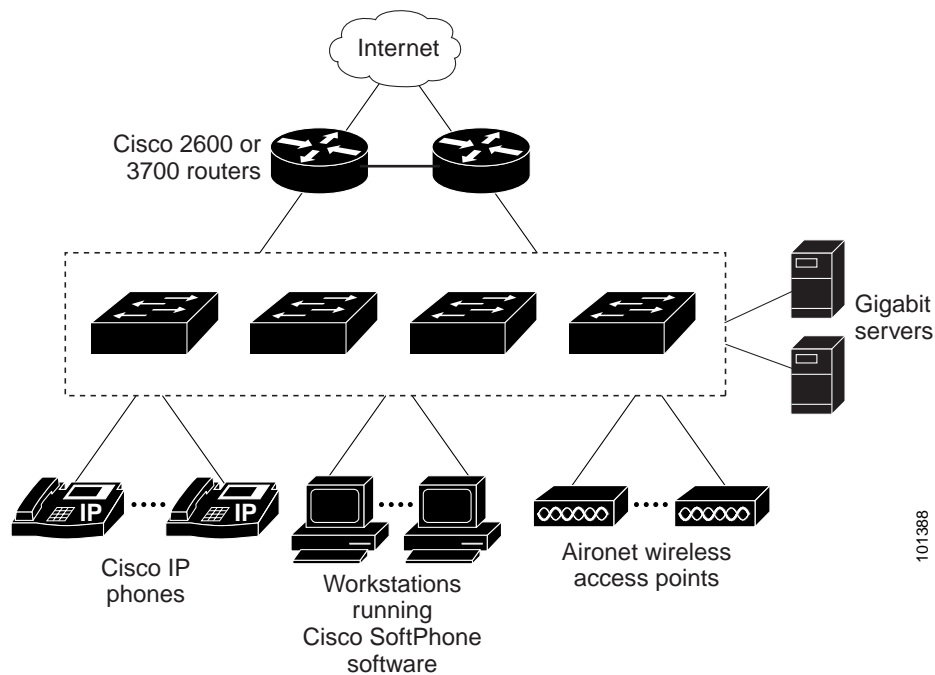 Internet
Cisco 2600 or
3700 routers
Gigabit
servers
IP
IP
Cisco IP
phones
Workstations
running
Cisco SoftPhone
software
Aironet wireless
access points
101388